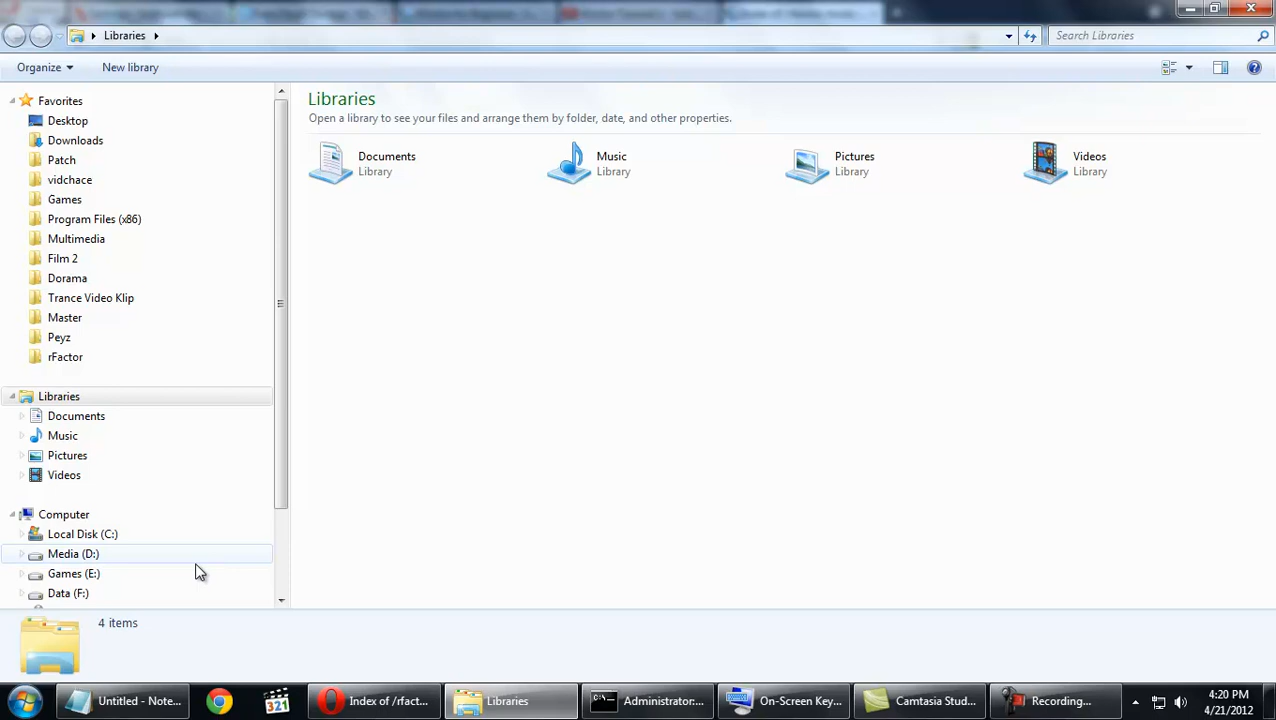 Libraries
Search Libraries
Organize
New library
Favorites
Desktop
Downloads
Patch
vidchace
Games
Program Files (x86)
Multimedia
Film 2
Dorama
Trance Video Klip
Master
Peyz
rFactor
Libraries
Documents
Music
Pictures
Videos
Computer
Local Disk (C:)
Media (D:)
Games (E:)
Data (F:)
Libraries
Open a library to see your files and arrange them by folder, date, and other properties.
Documents
Library
Music
Library
Pictures
Library
Videos
Library
4 items
Untitled - Note...
321
Index of /rfact...
Libraries
Administrator:...
On-Screen Key...
Camtasia Stud...
Recording...
4:20 PM
4/21/2012